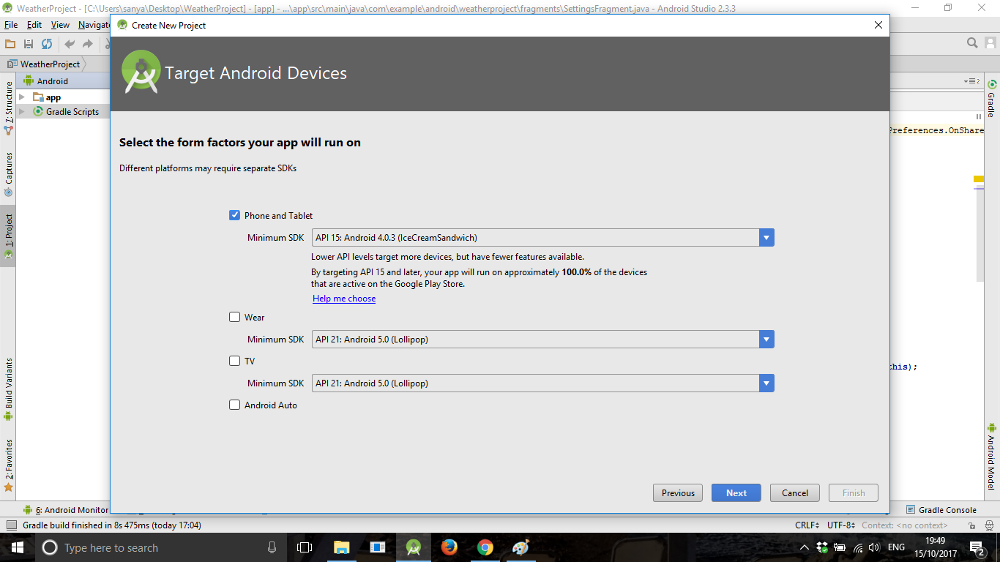 WeatherProject - [C:\Users\sanya\Desktop\WeatherProject] - [app] - ...\app\src\main\java\com\example\android\weatherproject\fragments\SettingsFragment.java - Android Studio 2.3.3
File Edit View Navigate
Create New Project
WeatherProject
Target Android Devices
Android
app
Gradle Scripts
7: Structure
Captures
1: Project
Build Variants
2: Favorites
Gradle
Android Model
2
Preferences.OnShare
Select the form factors your app will run on
Different platforms may require separate SDKs
Phone and Tablet
Minimum SDK API 15: Android 4.0.3 (IceCreamSandwich)
Lower API levels target more devices, but have fewer features available.
By targeting API 15 and later, your app will run on approximately 100.0% of the devices
that are active on the Google Play Store.
Help me choose
Wear
Minimum SDK API 21: Android 5.0 (Lollipop)
TV
this);
Minimum SDK API 21: Android 5.0 (Lollipop)
Android Auto
Previous Next Cancel Finish
6: Android Monitor
Gradle Console
Gradle build finished in 8s 475ms (today 17:04)
CRLF UTF-8 Context: <no context>
Type here to search
ENG
19:49
15/10/2017
2